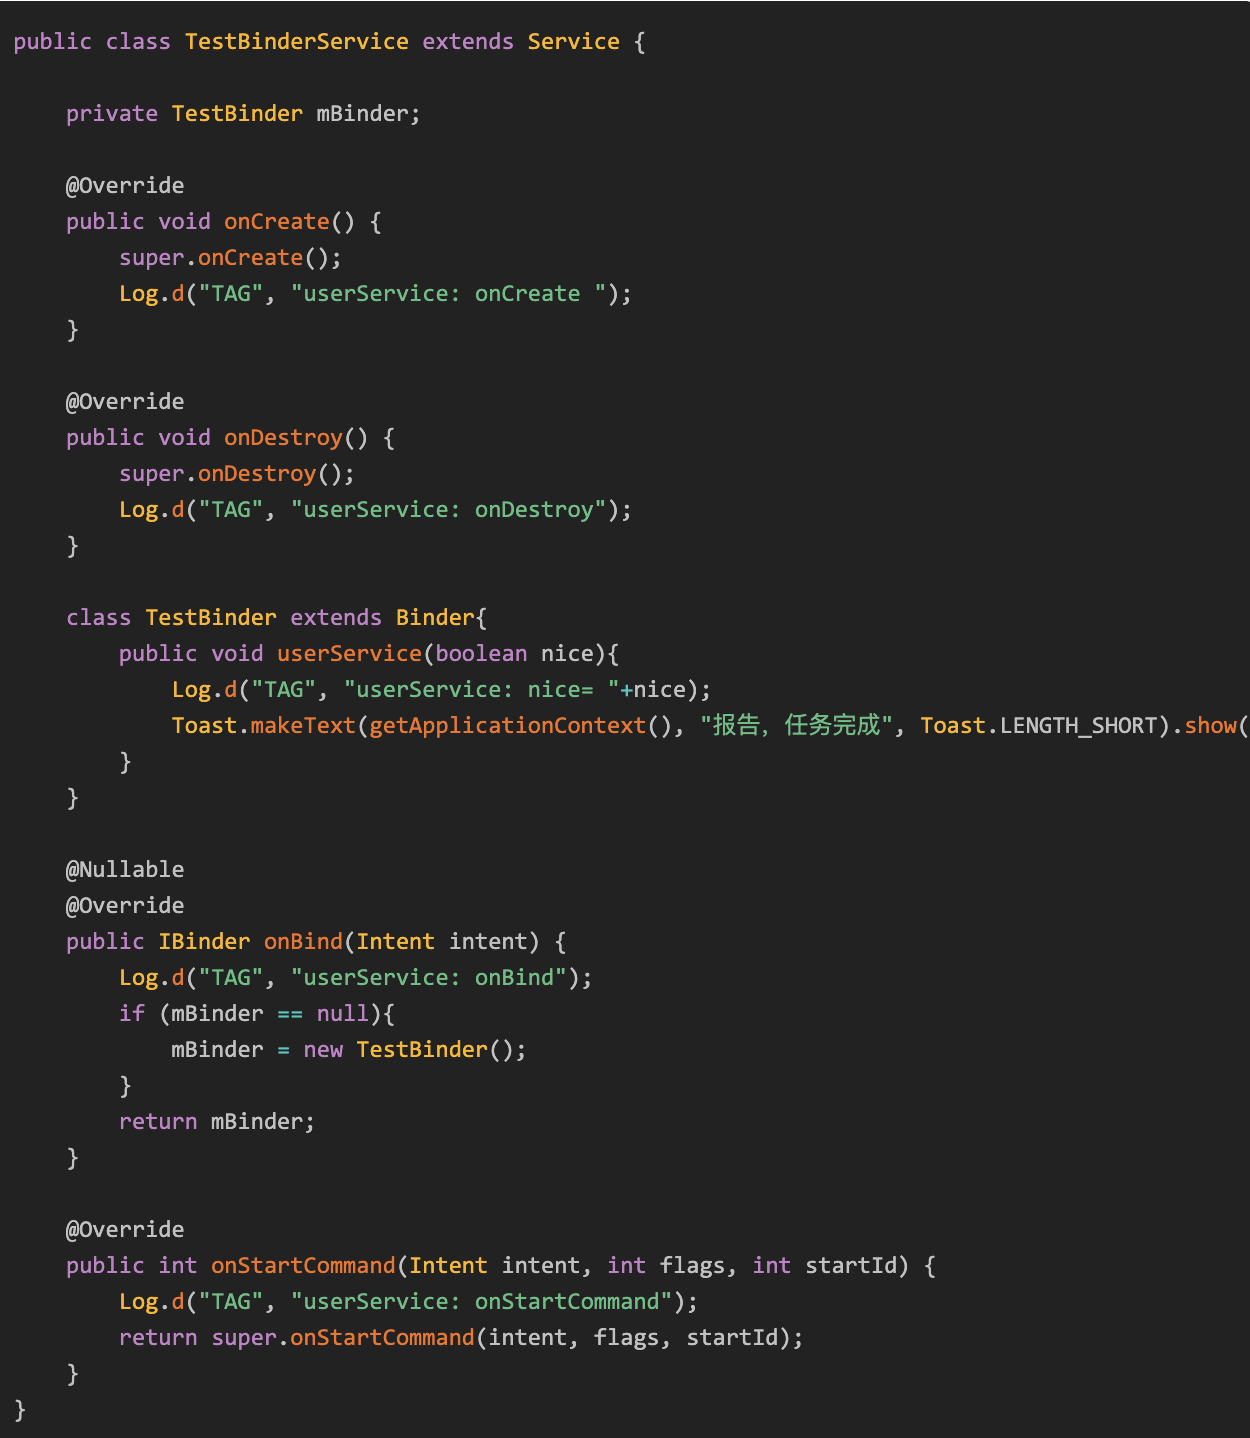 public class TestBinderService extends Service {
private TestBinder mBinder;
@Override
public void onCreate() {
super.onCreate();
Log.d("TAG", "userService: onCreate ");
}
@Override
public void onDestroy() {
super.onDestroy();
Log.d("TAG", "userService: onDestroy");
}
class TestBinder extends Binder{
public void userService(boolean nice){
Log.d("TAG", "userService: nice= "+nice);
Toast.makeText(getApplicationContext(), "报告，任务完成", Toast.LENGTH_SHORT).show(
}
}
@Nullable
@Override
public IBinder onBind(Intent intent) {
Log.d("TAG", "userService: onBind");
if (mBinder == null){
mBinder = new TestBinder();
}
return mBinder;
}
@Override
public int onStartCommand(Intent intent, int flags, int startId) {
Log.d("TAG", "userService: onStartCommand");
return super.onStartCommand(intent, flags, startId);
}
}